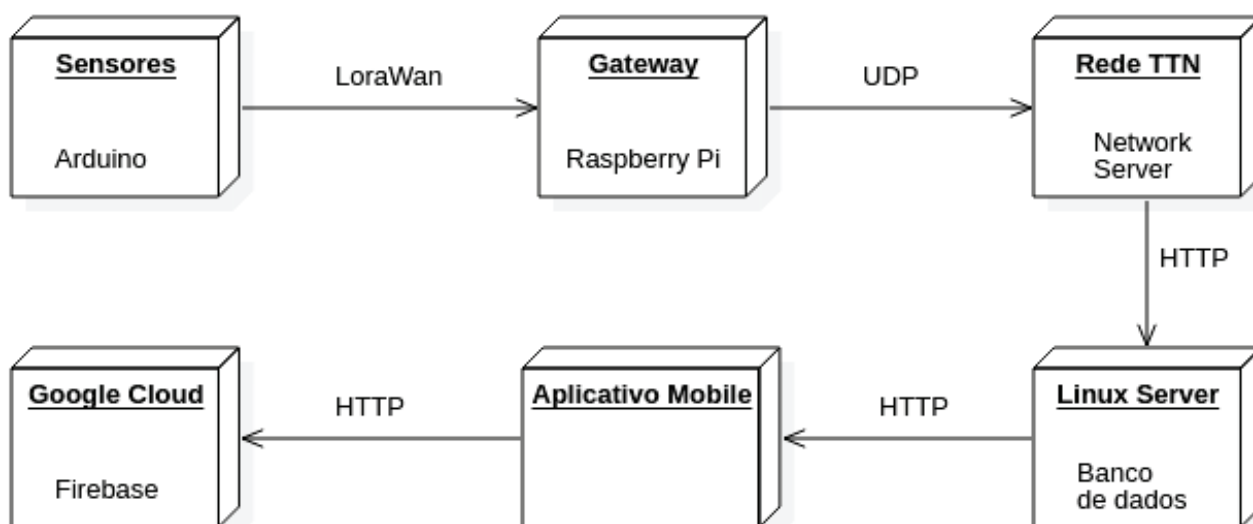 Sensores
LoraWan
Gateway
UDP
Rede TTN
Arduino
Raspberry Pi
Network
Server
HTTP
Google Cloud
HTTP
Aplicativo Mobile
HTTP
Linux Server
Firebase
Banco
de dados